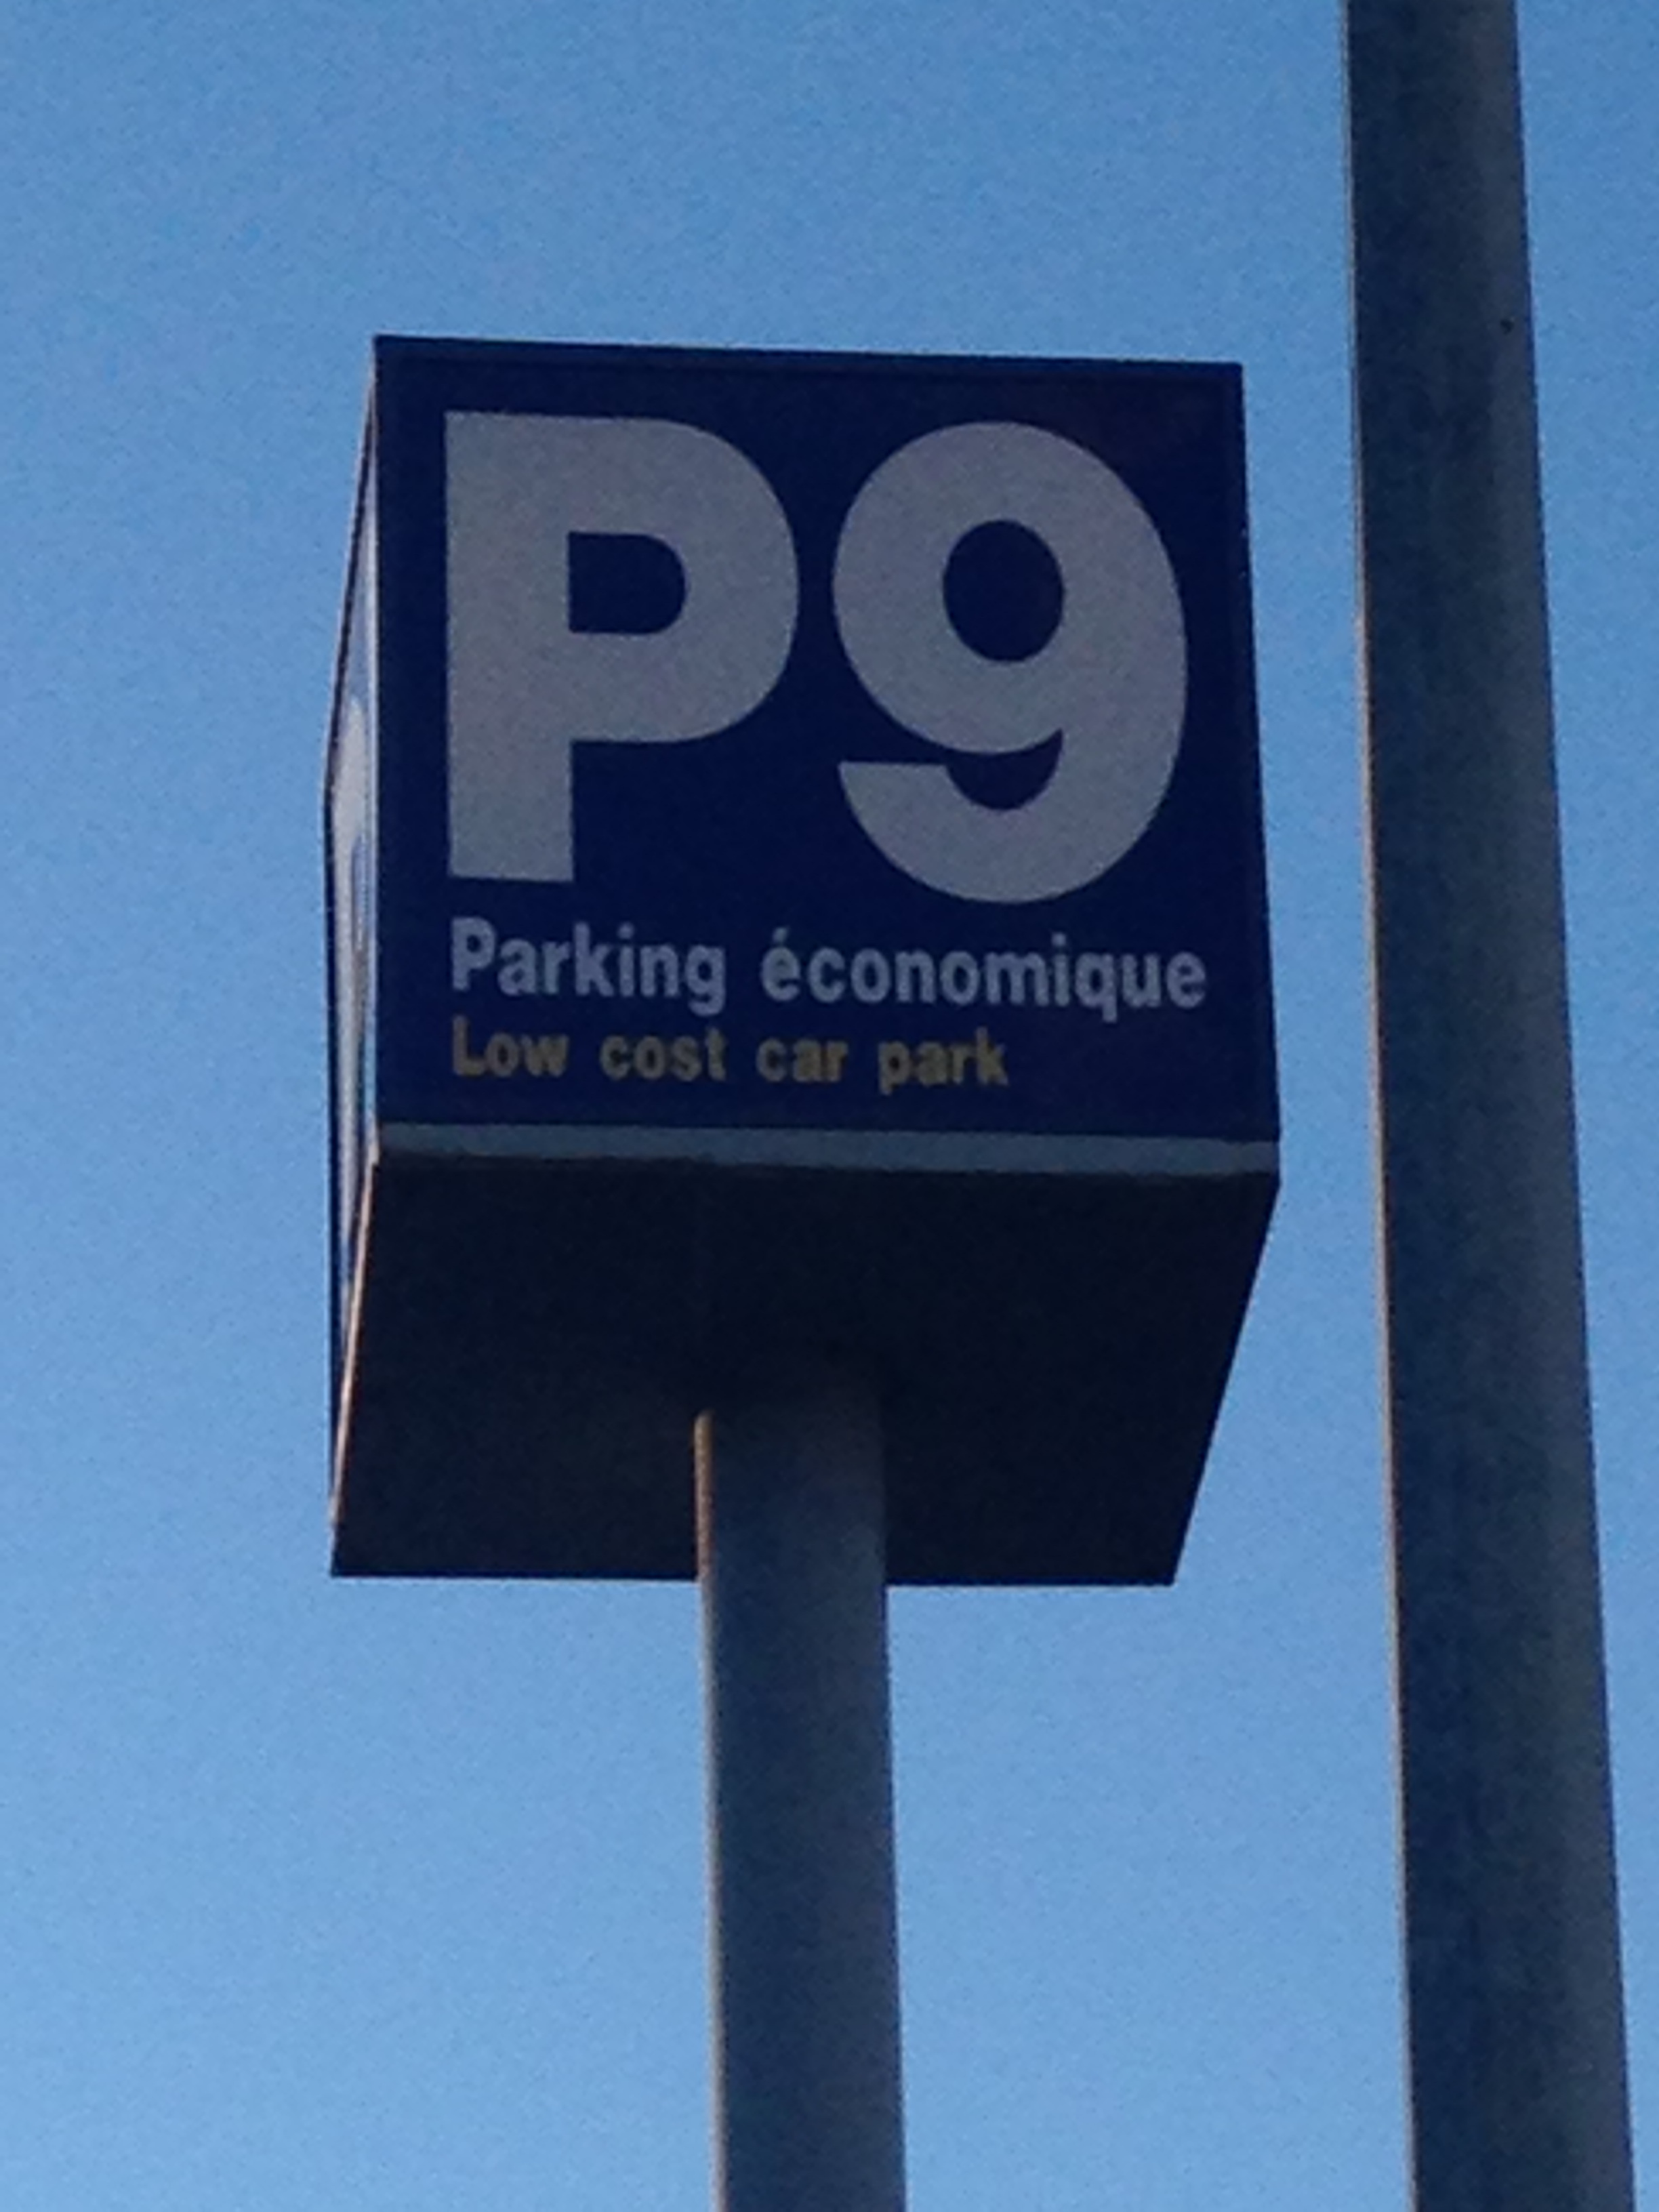 P9
Parking économique
Low cost car park